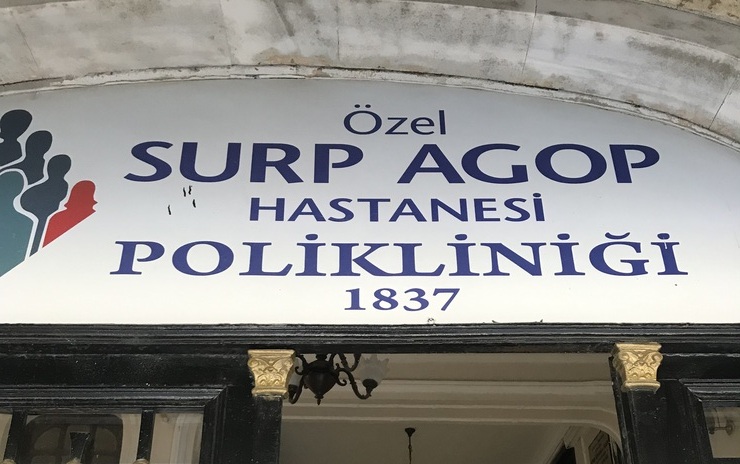 Özel
SURP AGOP
HASTANESİ
POLİKLİNİĞİ
1837